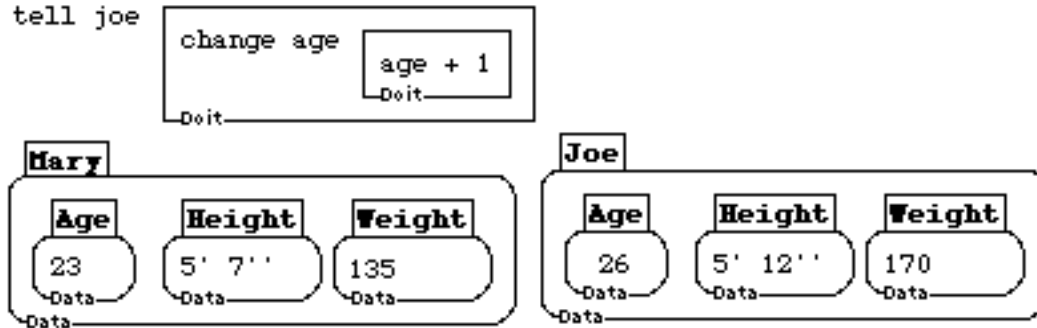 tell joe
change age
age + 1
Doit
Doit
Mary
Age Height Weight
23 5' 7'' 135
Data Data Data
Data
Joe
Age Height Weight
26 5' 12'' 170
Data Data Data
Data